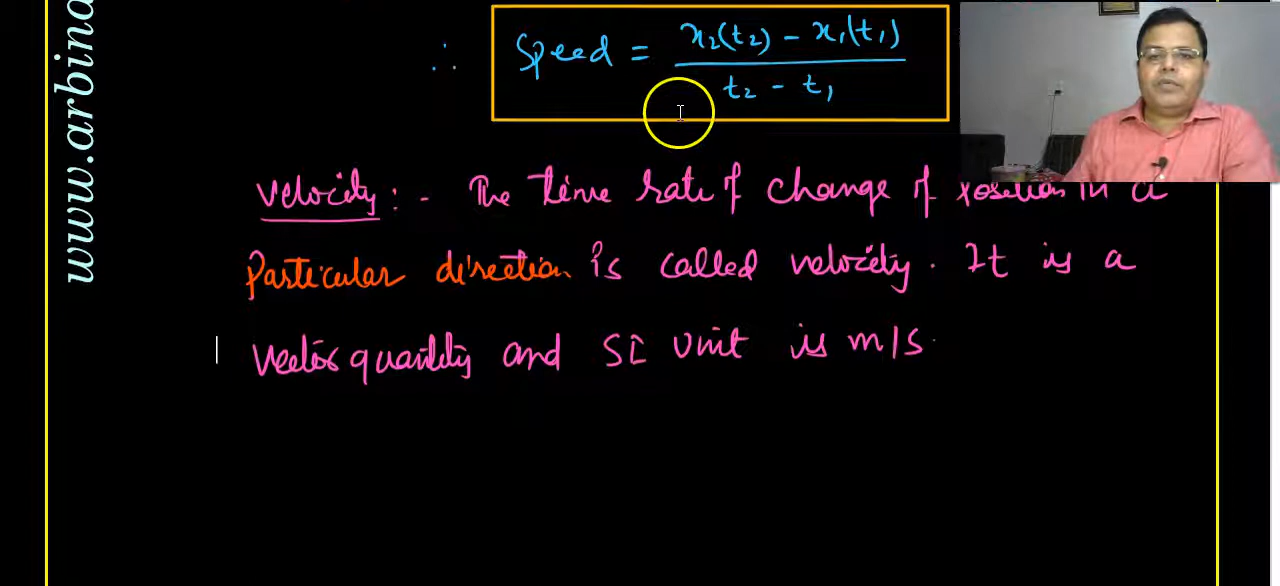 www.arbind
∴ Speed = x₂(t₂) - x₁(t₁) / t₂ - t₁
Velocity :- The time rate of change of position in a
Particular direction is called velocity. It is a
Vector quantity and SI unit is m/s.